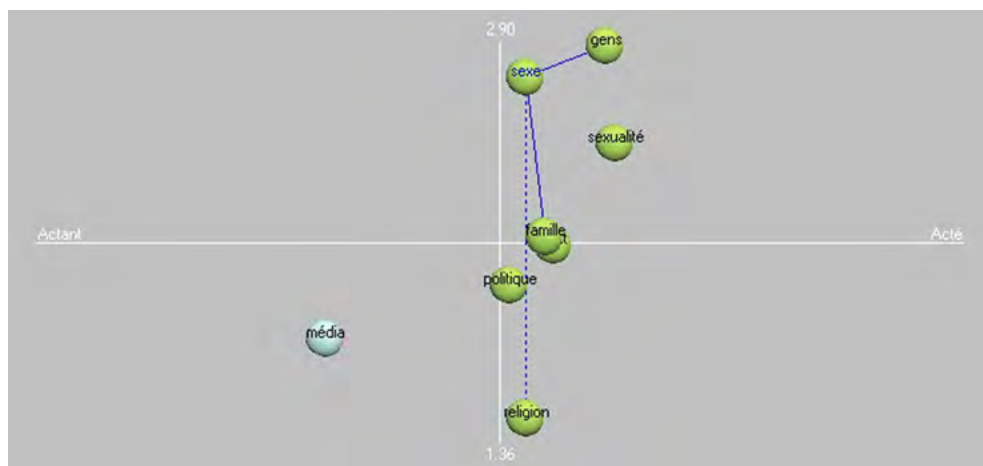 2.90
gens
sexe
sexualité
famille
Actant
Acté
politique
média
religion
1.36